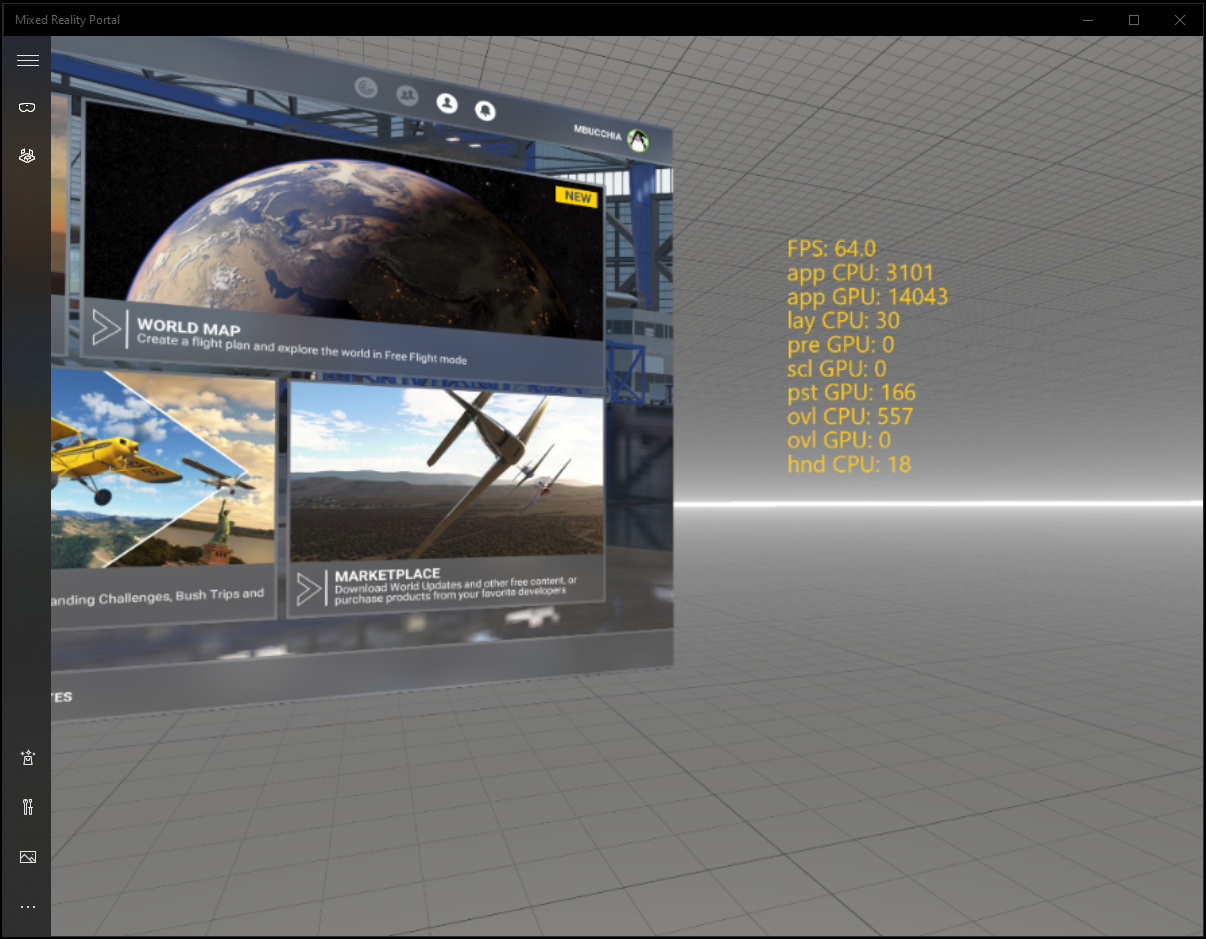 Mixed Reality Portal
MBUCCHIA
NEW
WORLD MAP
Create a flight plan and explore the world in Free Flight mode
FPS: 64.0
app CPU: 3101
app GPU: 14043
lay CPU: 30
pre GPU: 0
scl GPU: 0
pst GPU: 166
ovl CPU: 557
ovl GPU: 0
hnd CPU: 18
anding Challenges, Bush Trips and
MARKETPLACE
Download World Updates and other free content, or
purchase products from your favorite developers
TES